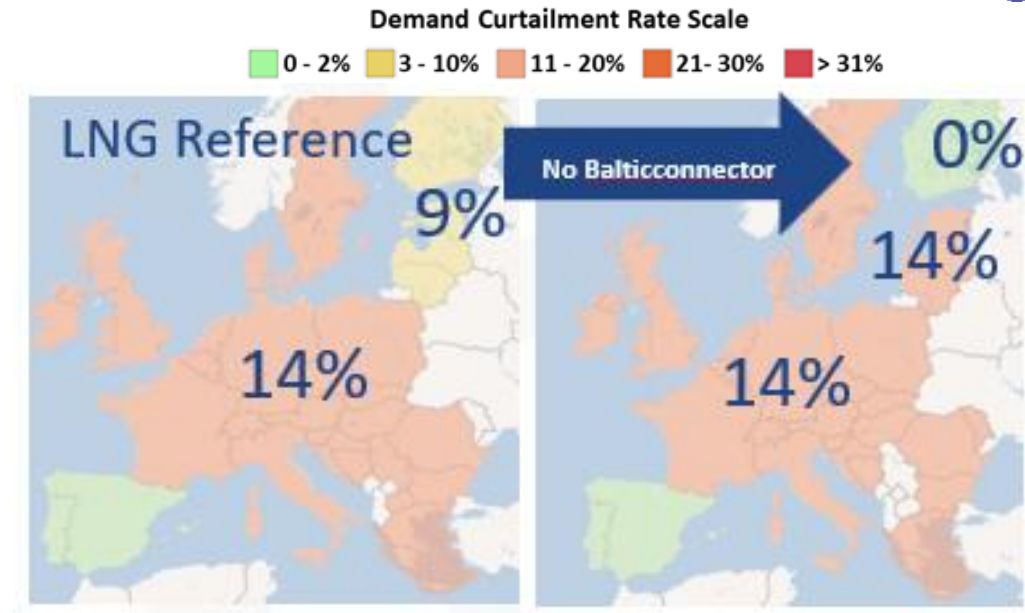 Demand Curtailment Rate Scale
0 - 2% 3 - 10% 11 - 20% 21- 30% > 31%
LNG Reference
9%
14%
No Balticconnector
0%
14%
14%